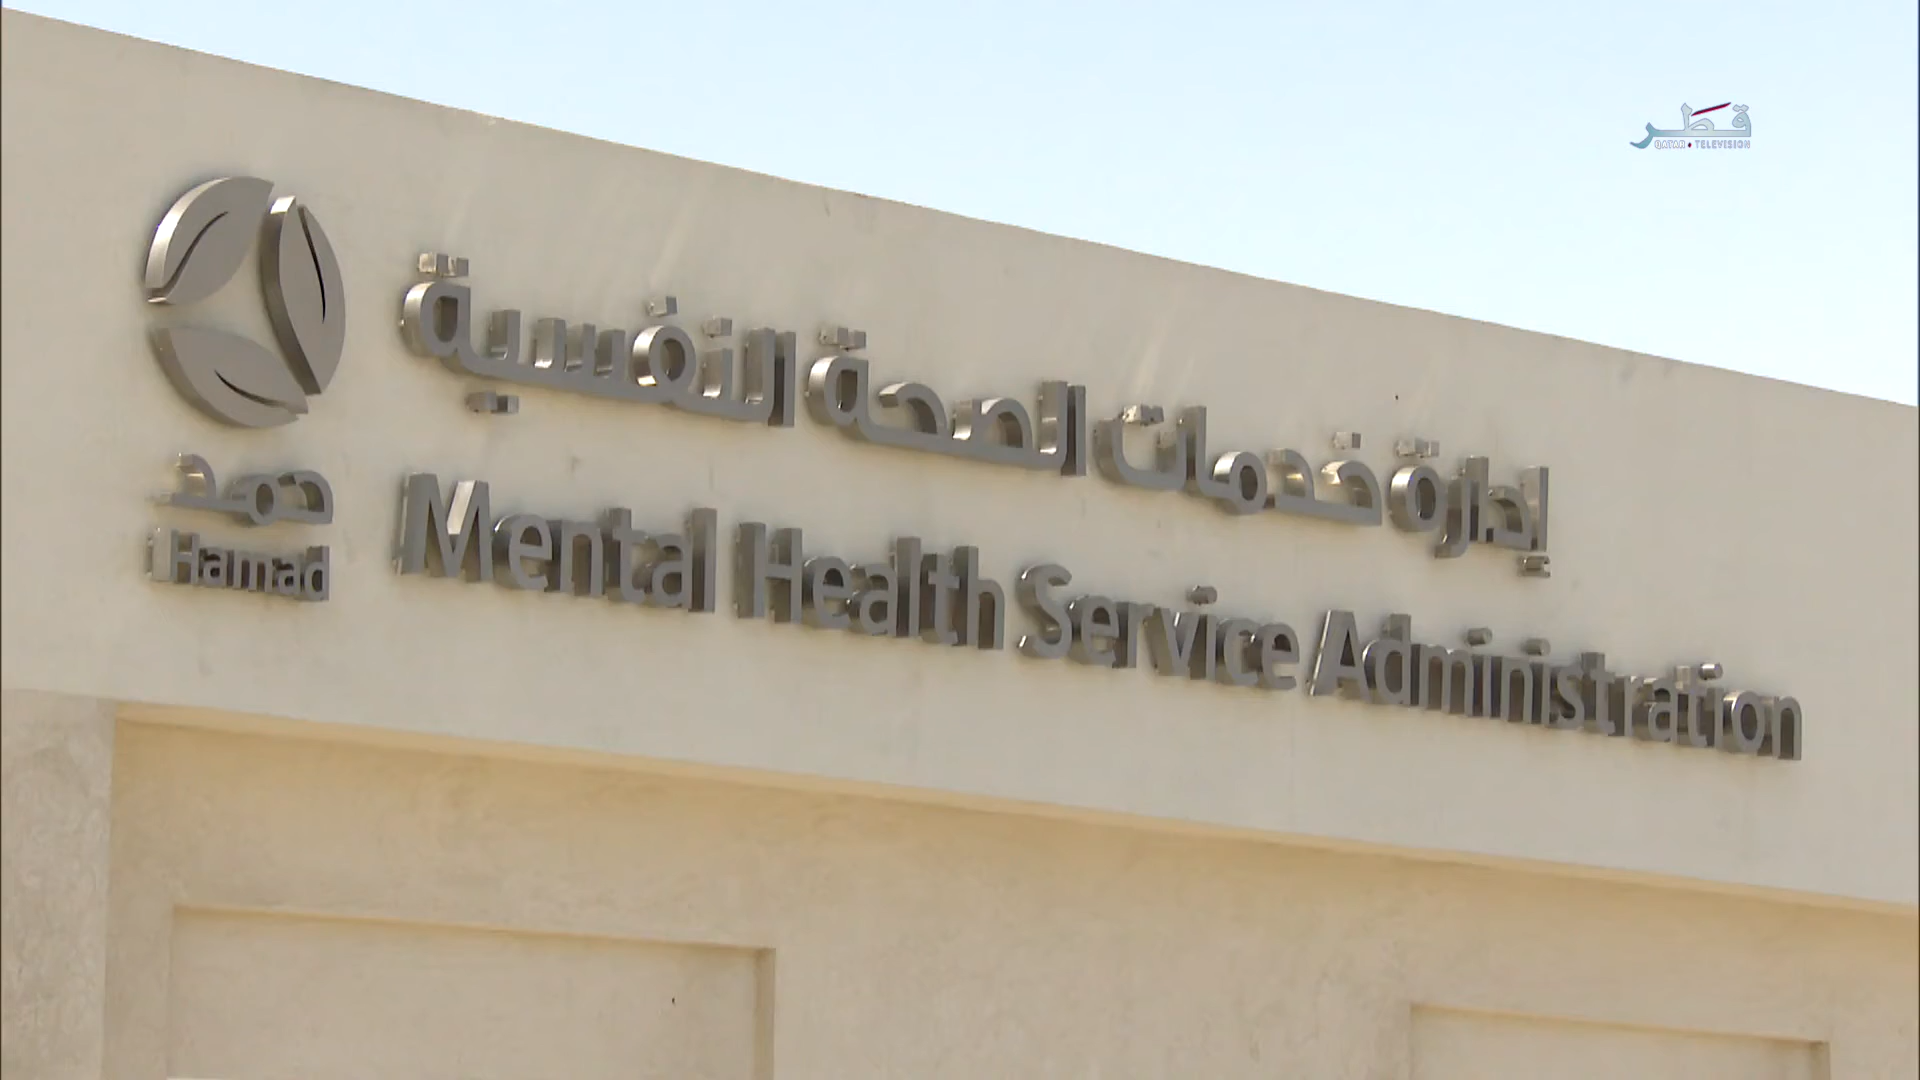 قطر
QATAR TELEVISION
إدارة خدمات الصحة النفسية
Mental Health Service Administration
حمد
Hamad